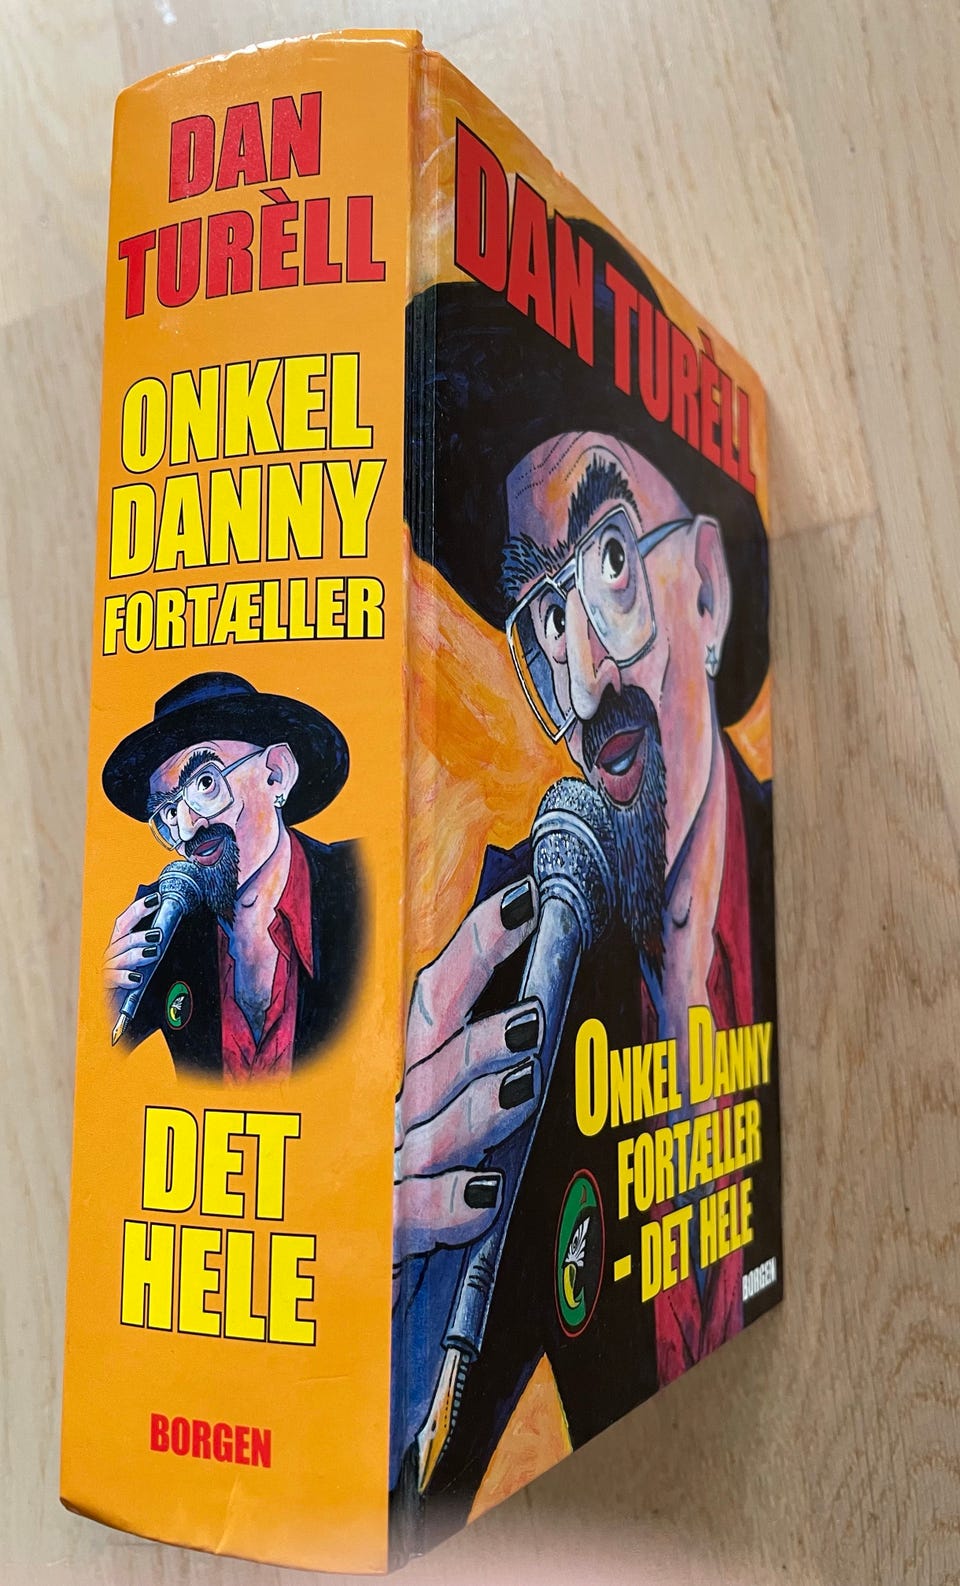 DAN
TURÈLL
ONKEL
DANNY
FORTÆLLER
DET
HELE
BORGEN
DAN TURÈLL
ONKEL DANNY
FORTÆLLER
- DET HELE
BORGEN